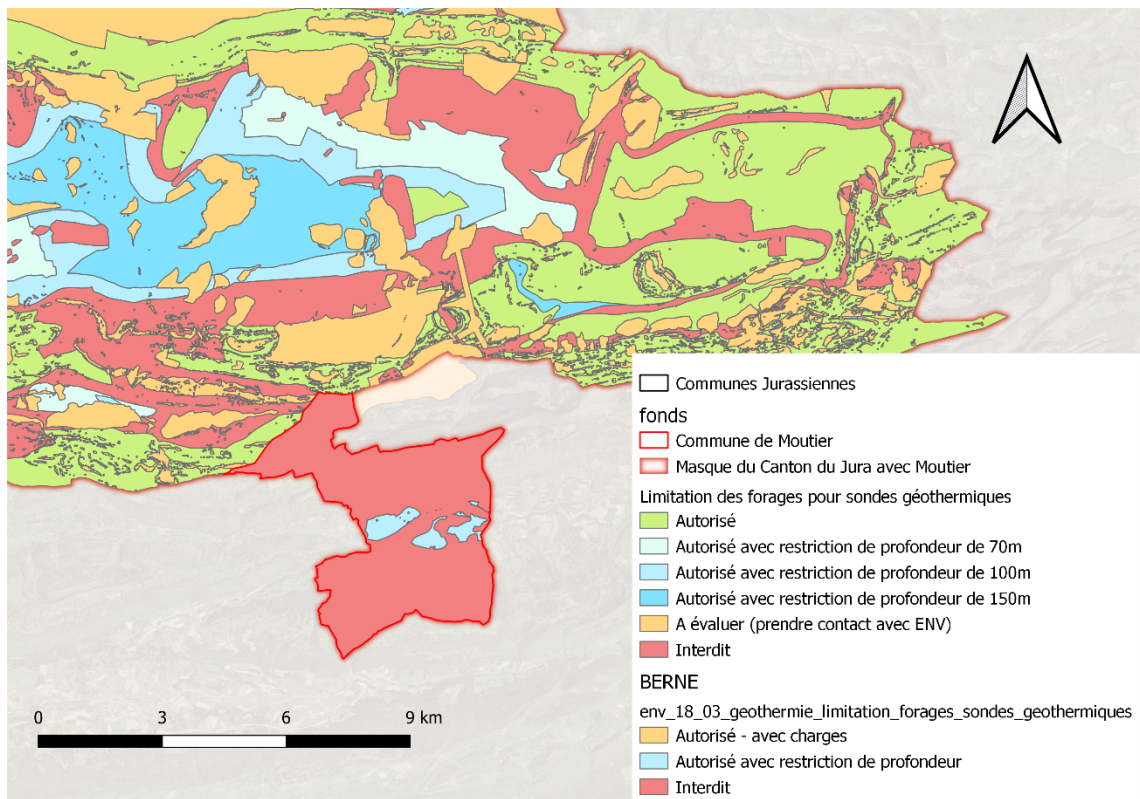 Communes Jurassiennes
fonds
Commune de Moutier
Masque du Canton du Jura avec Moutier
Limitation des forages pour sondes géothermiques
Autorisé
Autorisé avec restriction de profondeur de 70m
Autorisé avec restriction de profondeur de 100m
Autorisé avec restriction de profondeur de 150m
A évaluer (prendre contact avec ENV)
Interdit
BERNE
env_18_03_geothermie_limitation_forages_sondes_geothermiques
Autorisé - avec charges
Autorisé avec restriction de profondeur
Interdit
0 3 6 9 km